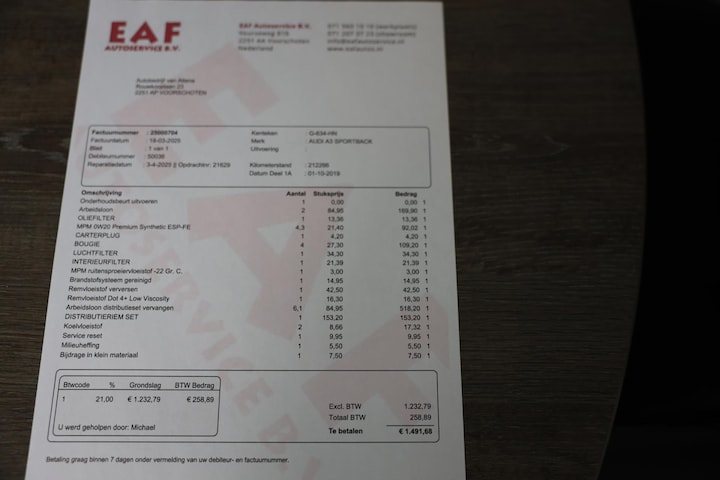 EAF
AUTOSERVICE B.V.
EAF Autoservice B.V.
2251 AA Voorschoten
Nederland
Autobedrijf van
2251 AP VOORSCHOTEN
Factuurnummer : 25000704
Factuurdatum : 18-03-2025
Blad : 1 van 1
Debiteurnummer : 50036
Reparatiedatum : 3-4-2025 || Opdrachtnr: 21629
Kenteken : G-634-HN
Merk : AUDI A3 SPORTBACK
Uitvoering :
Kilometerstand : 212286
Datum Deel 1A : 01-10-2019
Omschrijving Aantal Stuksprijs Bedrag
Onderhoudsbeurt uitvoeren 1 0,00 0,00 1
Arbeidsloon 2 84,95 169,90 1
OLIEFILTER 1 13,36 13,36 1
MPM 0W20 Premium Synthetic ESP-FE 4,3 21,40 92,02 1
CARTERPLUG 1 4,20 4,20 1
BOUGIE 4 27,30 109,20 1
LUCHTFILTER 1 34,30 34,30 1
INTERIEURFILTER 1 21,39 21,39 1
MPM ruitensproeiervloeistof -22 Gr. C. 1 3,00 3,00 1
Brandstofsysteem gereinigd 1 14,95 14,95 1
Remvloeistof verversen 1 42,50 42,50 1
Remvloeistof Dot 4+ Low Viscosity 1 16,30 16,30 1
Arbeidsloon distributieset vervangen 6,1 84,95 518,20 1
DISTRIBUTIERIEM SET 1 153,20 153,20 1
Koelvloeistof 2 8,66 17,32 1
Service reset 1 9,95 9,95 1
Milieuheffing 1 5,50 5,50 1
Bijdrage in klein materiaal 1 7,50 7,50 1
Btwcode % Grondslag BTW Bedrag
1 21,00 € 1.232,79 € 258,89
U werd geholpen door: Michael
Excl. BTW 1.232,79
Totaal BTW 258,89
Te betalen € 1.491,68
Betaling graag binnen 7 dagen onder vermelding van uw debiteur- en factuurnummer.